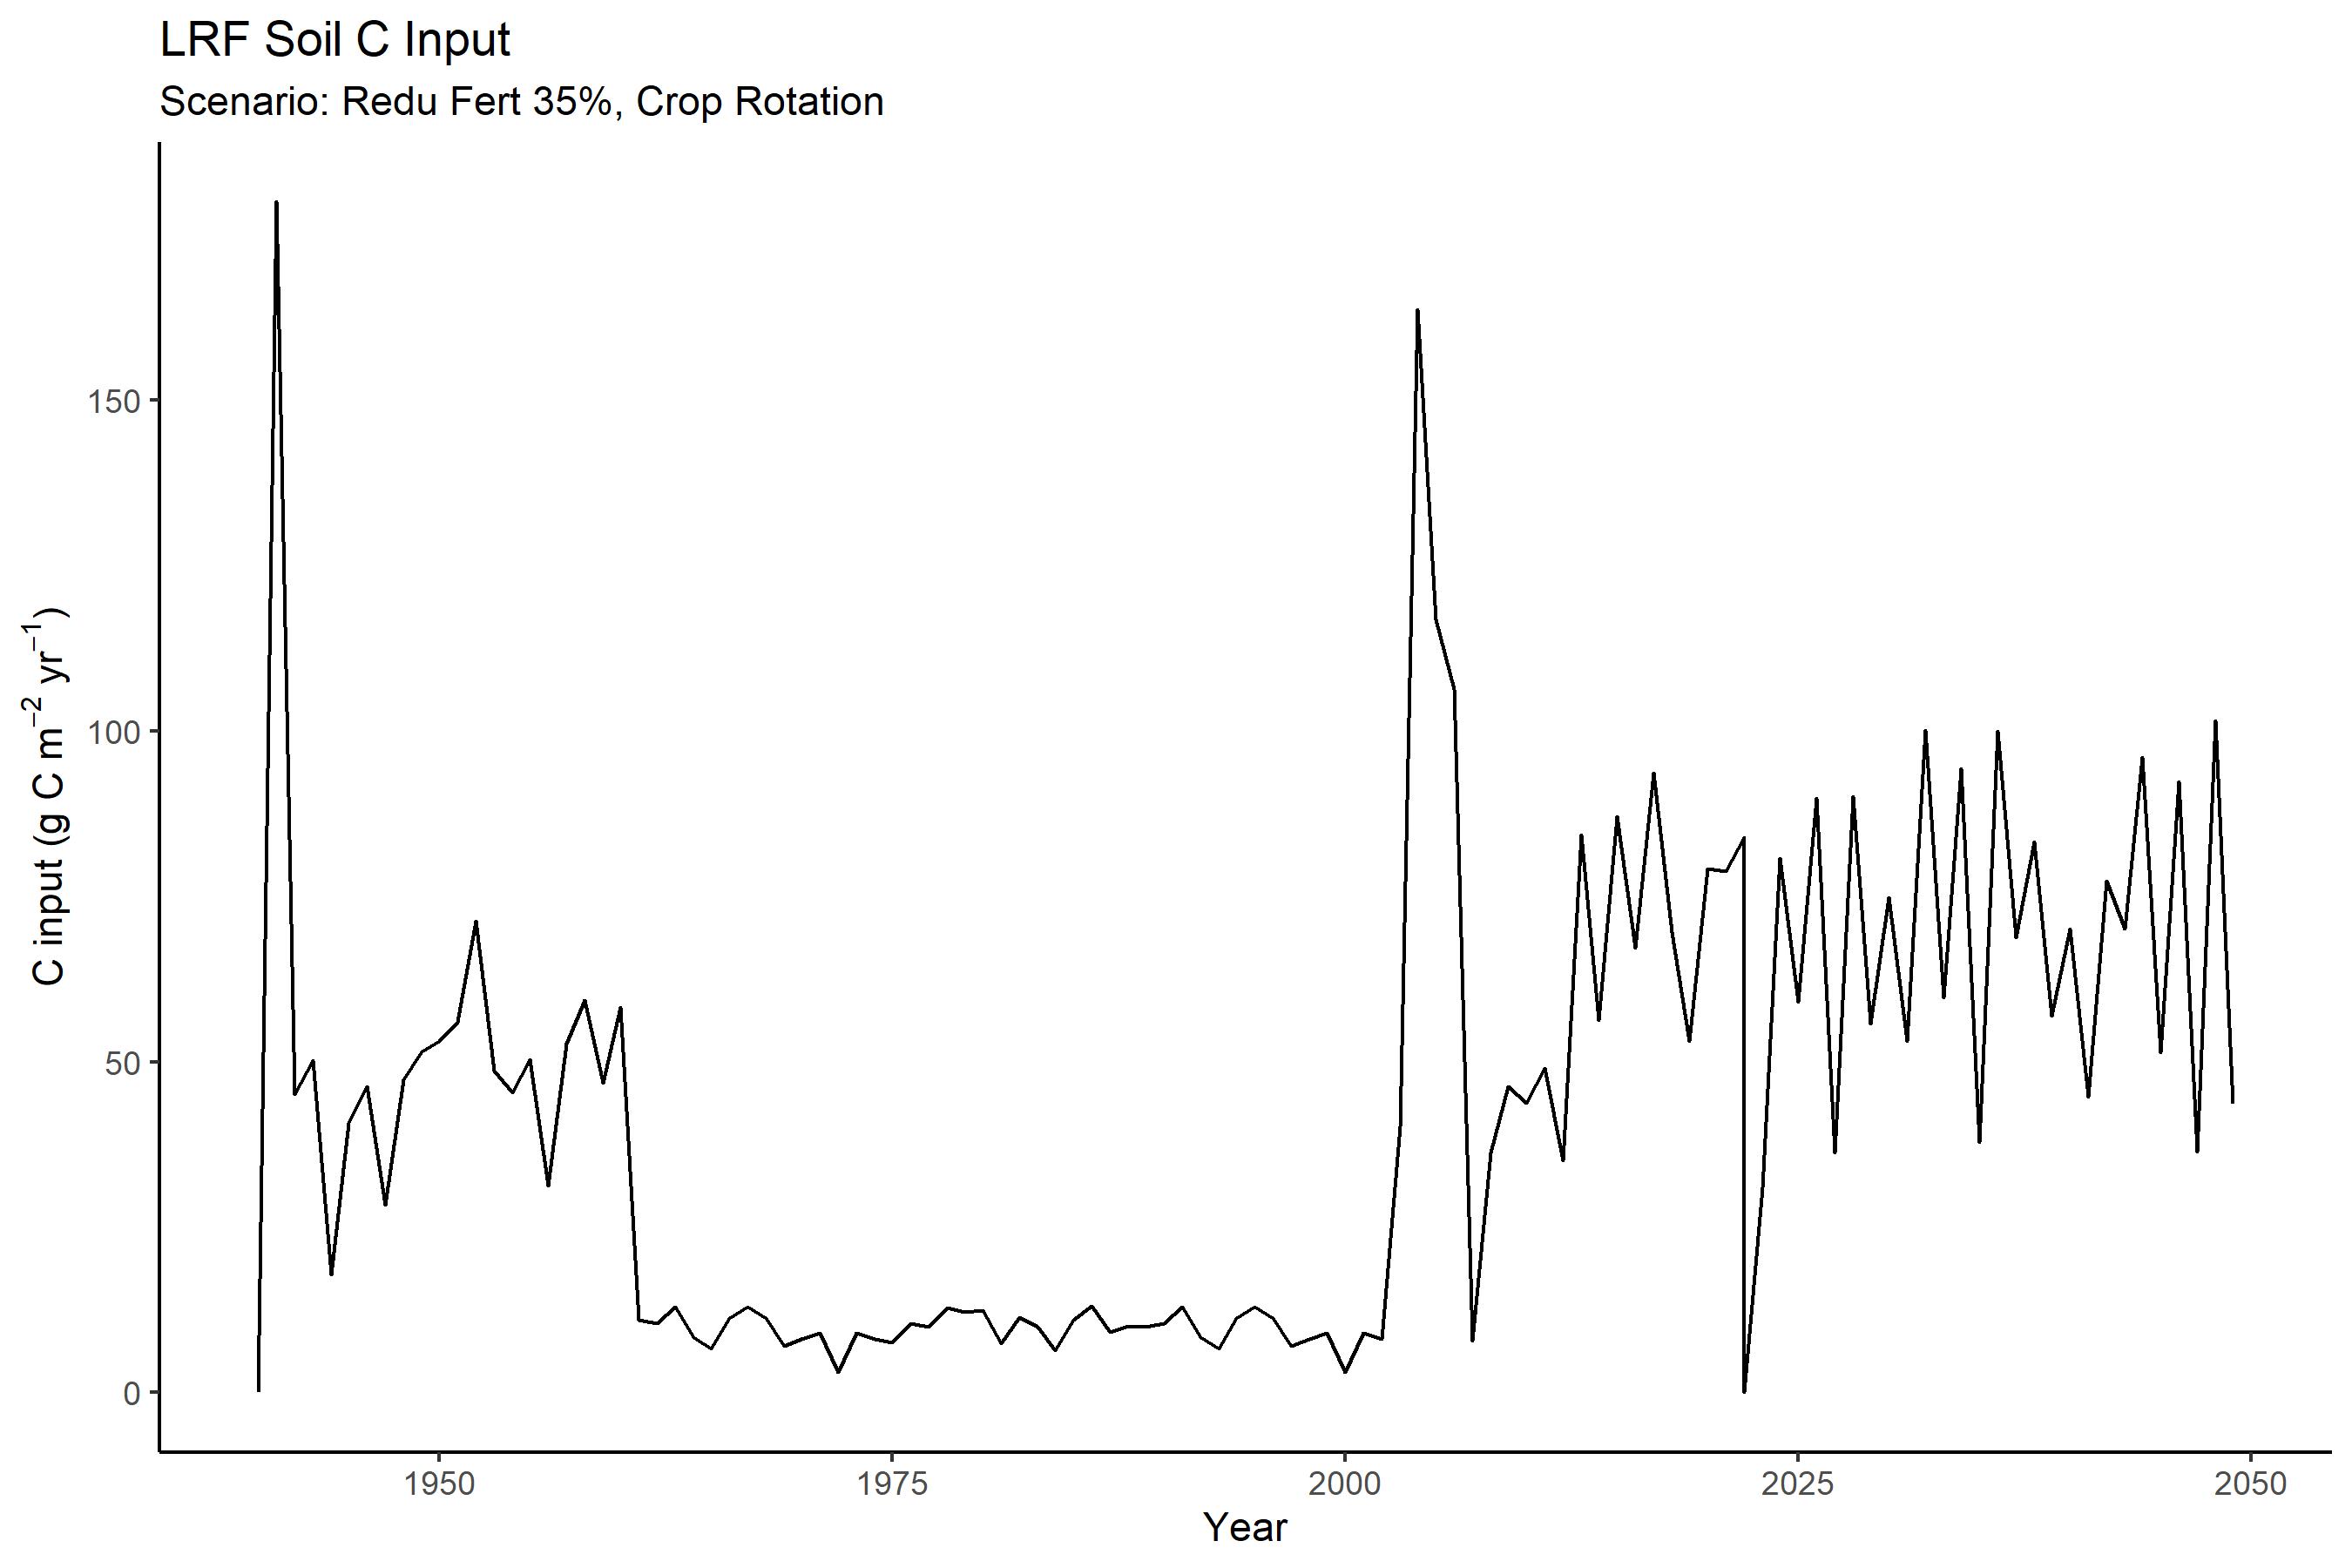 LRF Soil C Input
Scenario: Redu Fert 35%, Crop Rotation
C input (g C m⁻² yr⁻¹)
150
100
50
0
1950 1975 2000 2025 2050
Year